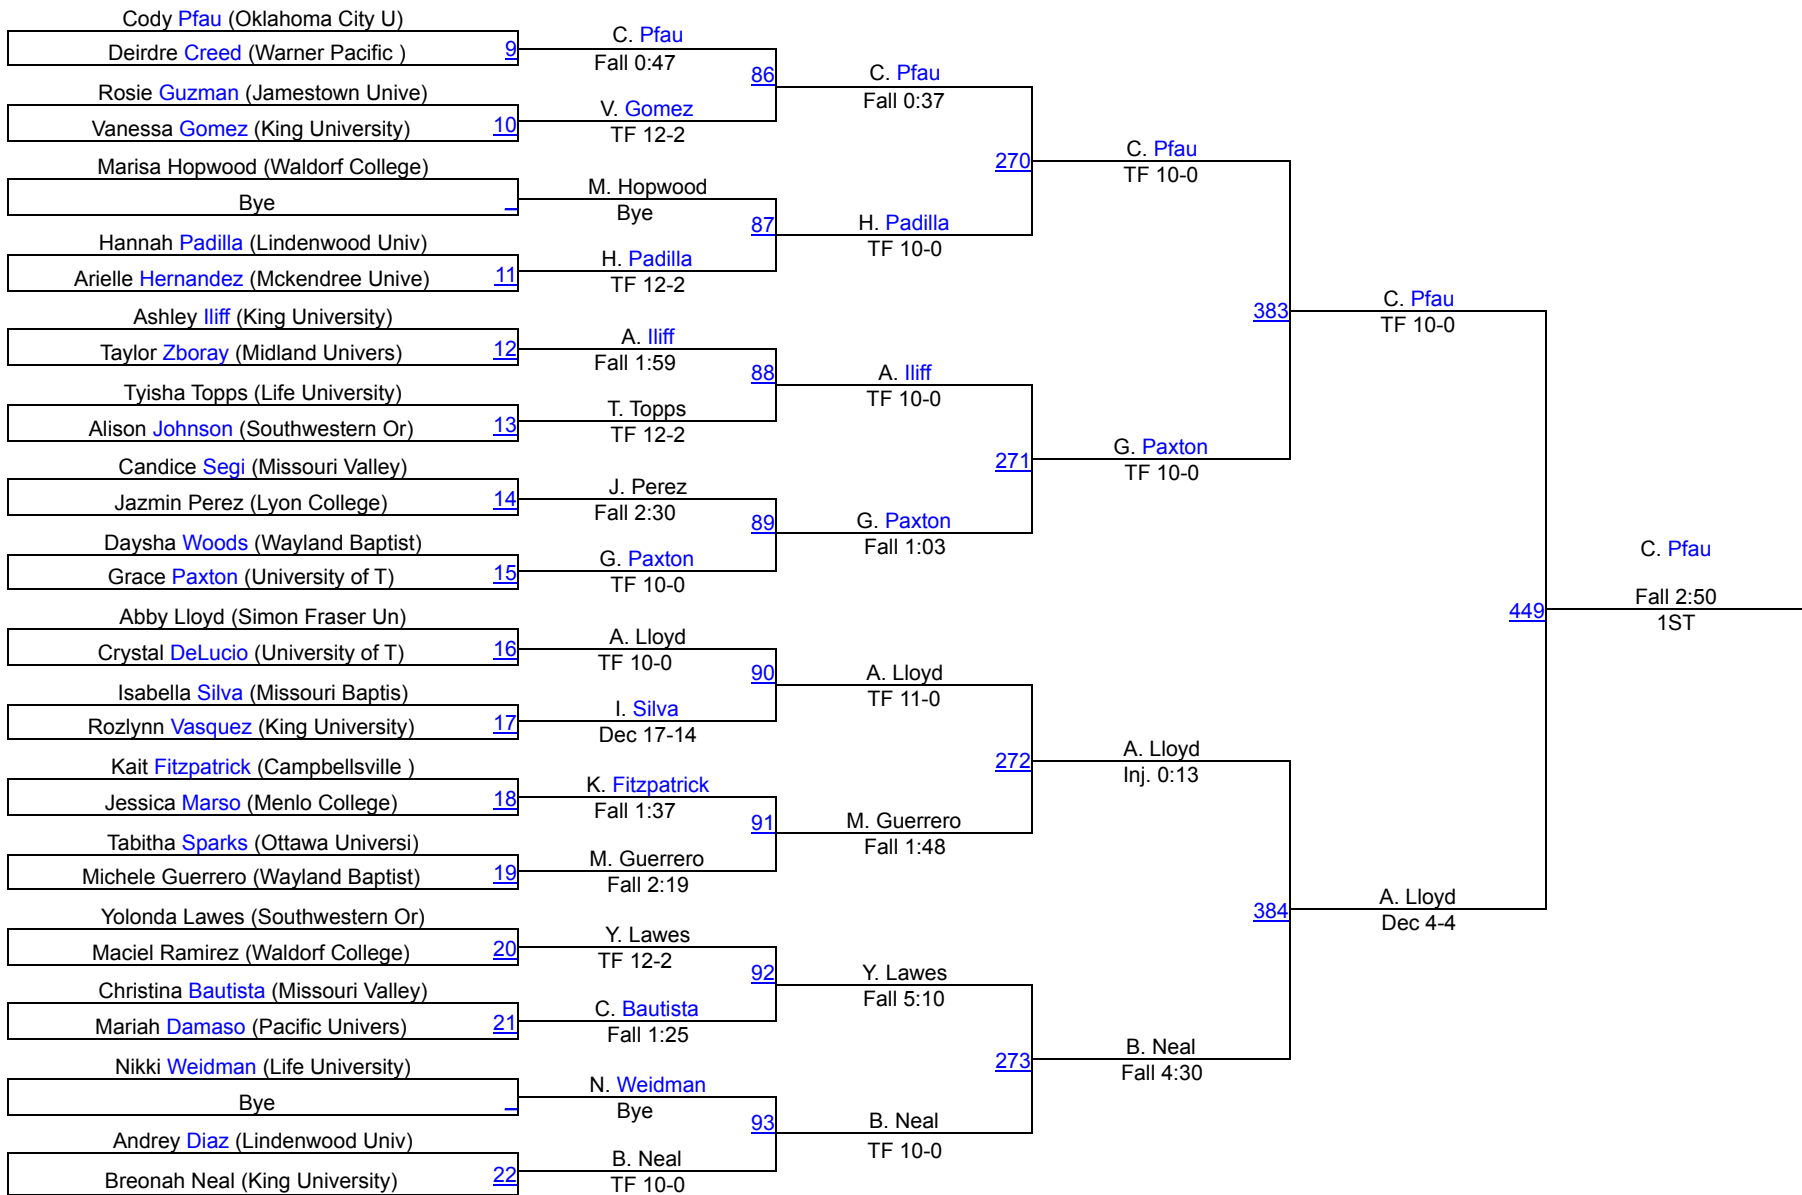 Cody Pfau (Oklahoma City U)
Deirdre Creed (Warner Pacific )
9
Rosie Guzman (Jamestown Unive)
Vanessa Gomez (King University)
10
Marisa Hopwood (Waldorf College)
Bye
_
Hannah Padilla (Lindenwood Univ)
Arielle Hernandez (Mckendree Unive)
11
Ashley Iliff (King University)
Taylor Zboray (Midland Univers)
12
Tyisha Topps (Life University)
Alison Johnson (Southwestern Or)
13
Candice Segi (Missouri Valley)
Jazmin Perez (Lyon College)
14
Daysha Woods (Wayland Baptist)
Grace Paxton (University of T)
15
Abby Lloyd (Simon Fraser Un)
Crystal DeLucio (University of T)
16
Isabella Silva (Missouri Baptis)
Rozlynn Vasquez (King University)
17
Kait Fitzpatrick (Campbellsville )
Jessica Marso (Menlo College)
18
Tabitha Sparks (Ottawa Universi)
Michele Guerrero (Wayland Baptist)
19
Yolonda Lawes (Southwestern Or)
Maciel Ramirez (Waldorf College)
20
Christina Bautista (Missouri Valley)
Mariah Damaso (Pacific Univers)
21
Nikki Weidman (Life University)
Bye
_
Andrey Diaz (Lindenwood Univ)
Breonah Neal (King University)
22
C. Pfau
Fall 0:47
86
V. Gomez
TF 12-2
M. Hopwood
Bye
87
H. Padilla
TF 12-2
A. Iliff
Fall 1:59
88
T. Topps
TF 12-2
J. Perez
Fall 2:30
89
G. Paxton
TF 10-0
A. Lloyd
TF 10-0
90
I. Silva
Dec 17-14
K. Fitzpatrick
Fall 1:37
91
M. Guerrero
Fall 2:19
Y. Lawes
TF 12-2
92
C. Bautista
Fall 1:25
N. Weidman
Bye
93
B. Neal
TF 10-0
C. Pfau
Fall 0:37
270
H. Padilla
TF 10-0
A. Iliff
TF 10-0
271
G. Paxton
Fall 1:03
A. Lloyd
TF 11-0
272
M. Guerrero
Fall 1:48
Y. Lawes
Fall 5:10
273
B. Neal
TF 10-0
C. Pfau
TF 10-0
383
G. Paxton
TF 10-0
A. Lloyd
Inj. 0:13
384
B. Neal
Fall 4:30
C. Pfau
TF 10-0
449
A. Lloyd
Dec 4-4
C. Pfau
Fall 2:50
1ST